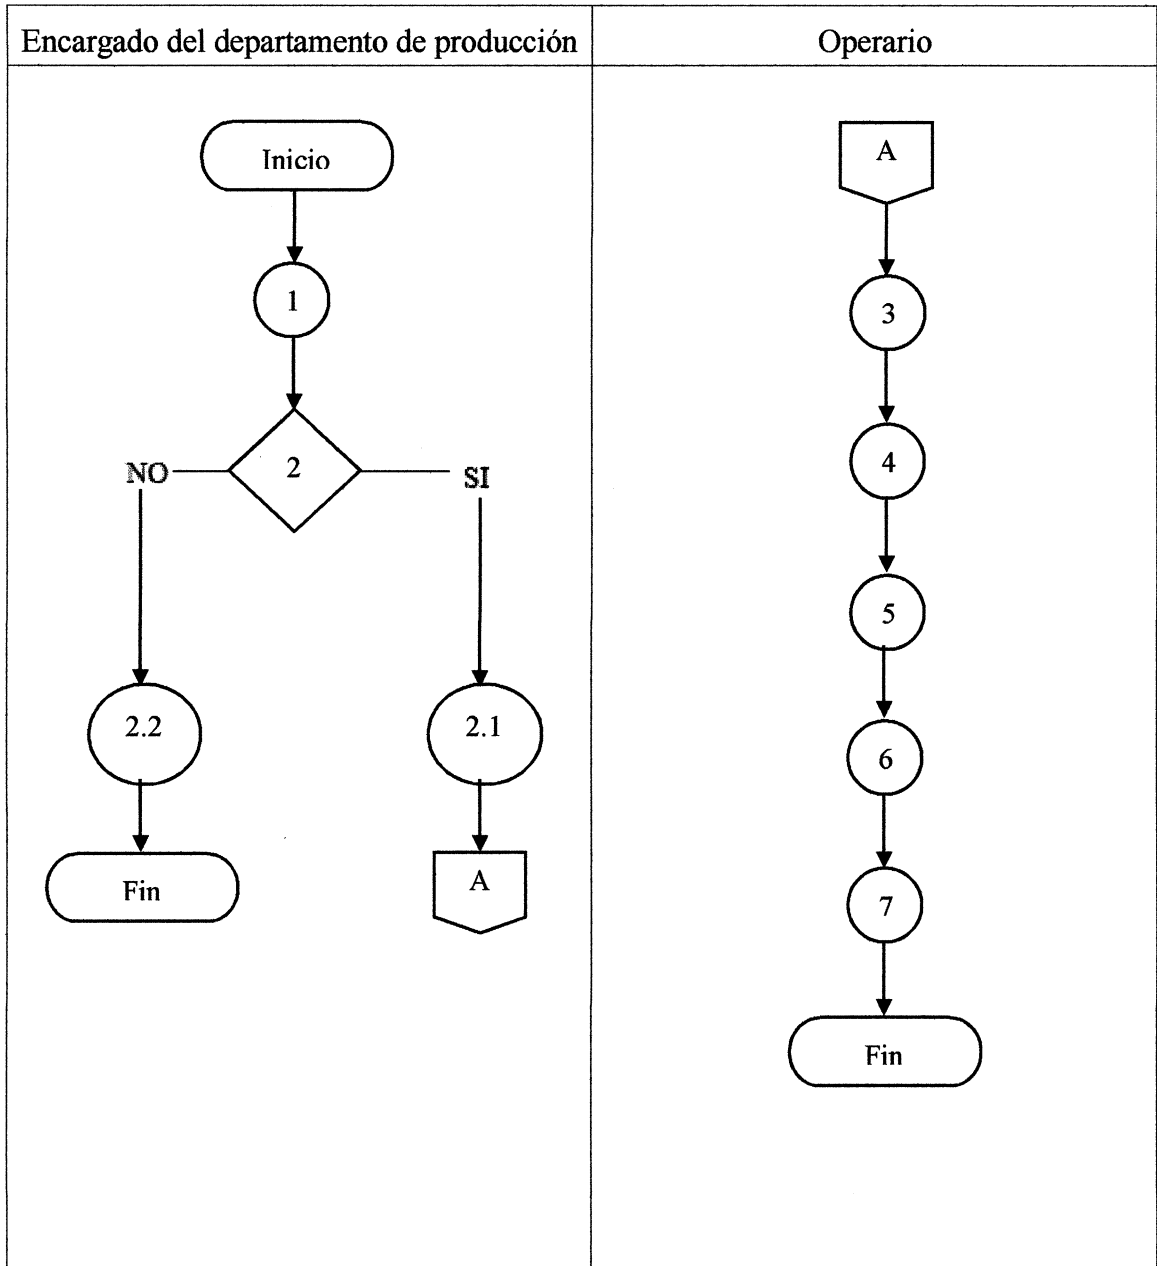 Encargado del departamento de producción
Operario
Inicio
1
2
NO
SI
2.2
2.1
Fin
A
A
3
4
5
6
7
Fin